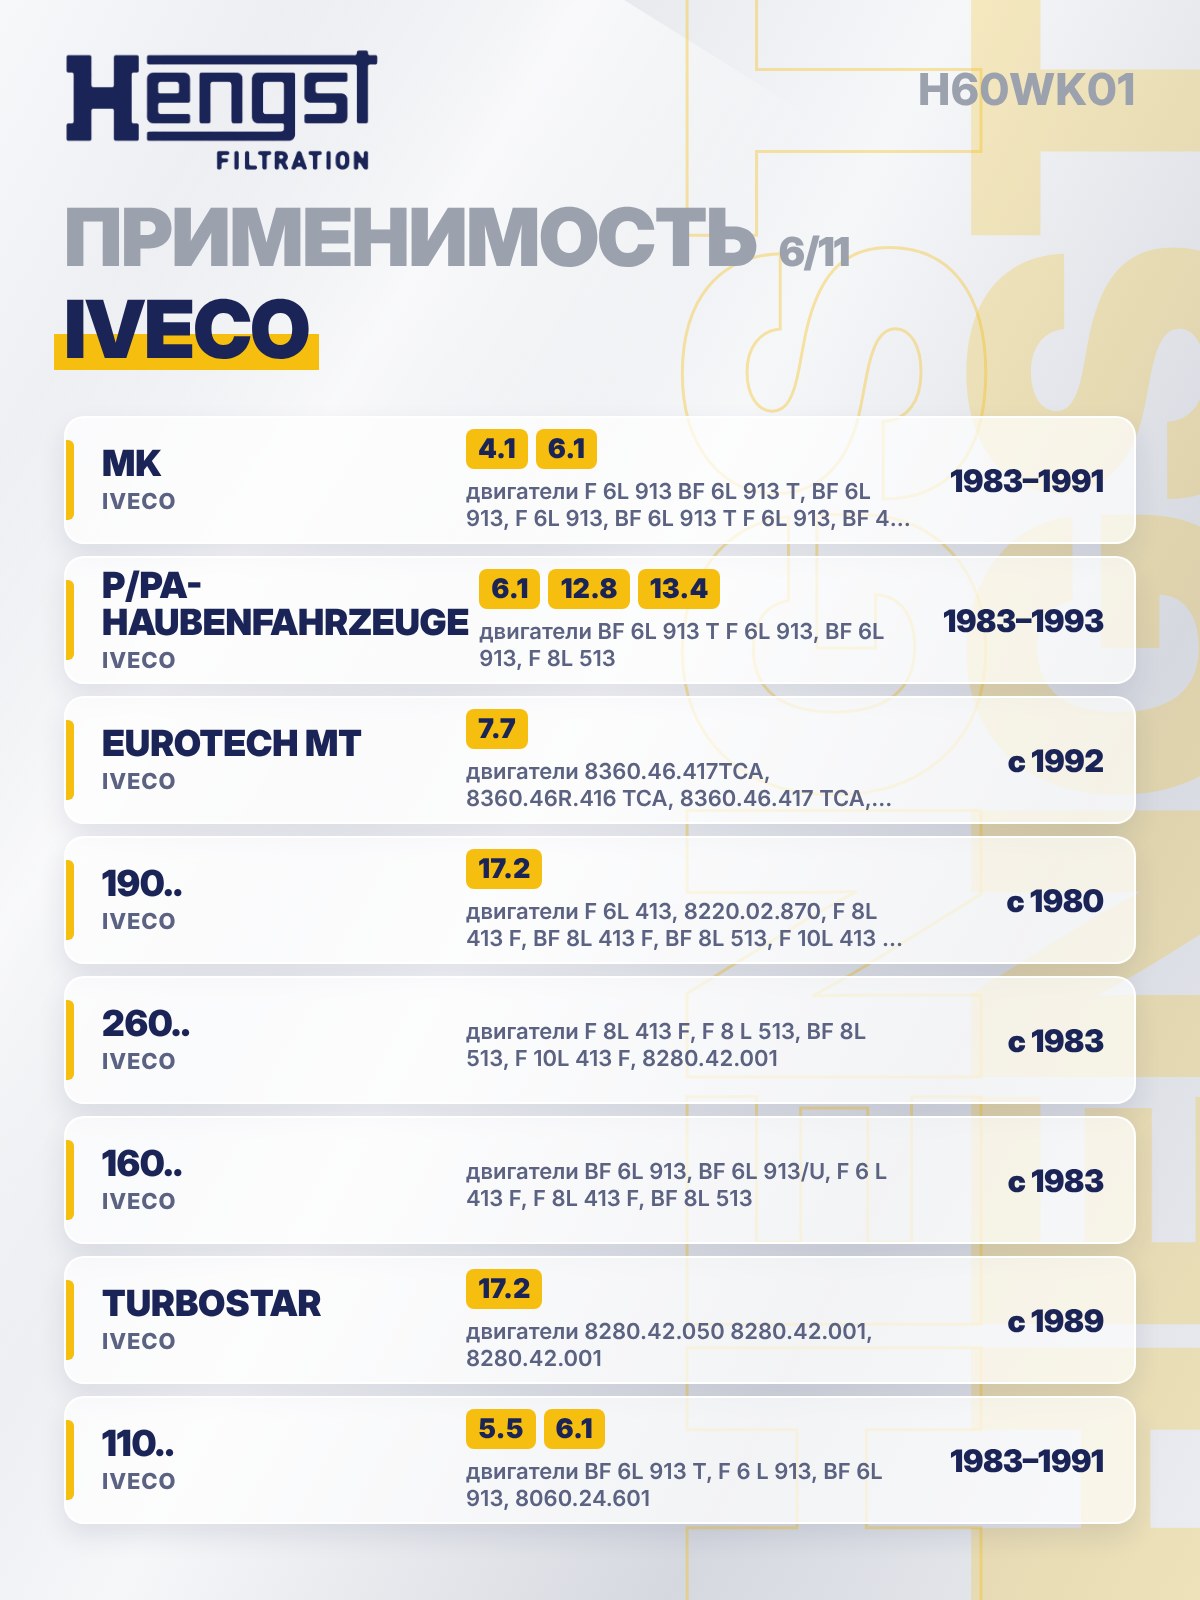 Hengst
FILTRATION
H60WK01
ПРИМЕНИМОСТЬ 6/11
IVECO
MK
IVECO
4.1 6.1
двигатели F 6L 913 BF 6L 913 T, BF 6L
913, F 6L 913, BF 6L 913 T F 6L 913, BF 4...
1983–1991
P/PA-
HAUBENFAHRZEUGE
IVECO
6.1 12.8 13.4
двигатели BF 6L 913 T F 6L 913, BF 6L
913, F 8L 513
1983–1993
EUROTECH MT
IVECO
7.7
двигатели 8360.46.417TCA,
8360.46R.416 TCA, 8360.46.417 TCA,...
с 1992
190..
IVECO
17.2
двигатели F 6L 413, 8220.02.870, F 8L
413 F, BF 8L 413 F, BF 8L 513, F 10L 413 ...
с 1980
260..
IVECO
двигатели F 8L 413 F, F 8 L 513, BF 8L
513, F 10L 413 F, 8280.42.001
с 1983
160..
IVECO
двигатели BF 6L 913, BF 6L 913/U, F 6 L
413 F, F 8L 413 F, BF 8L 513
с 1983
TURBOSTAR
IVECO
17.2
двигатели 8280.42.050 8280.42.001,
8280.42.001
с 1989
110..
IVECO
5.5 6.1
двигатели BF 6L 913 T, F 6 L 913, BF 6L
913, 8060.24.601
1983–1991
HENGST
HENGST